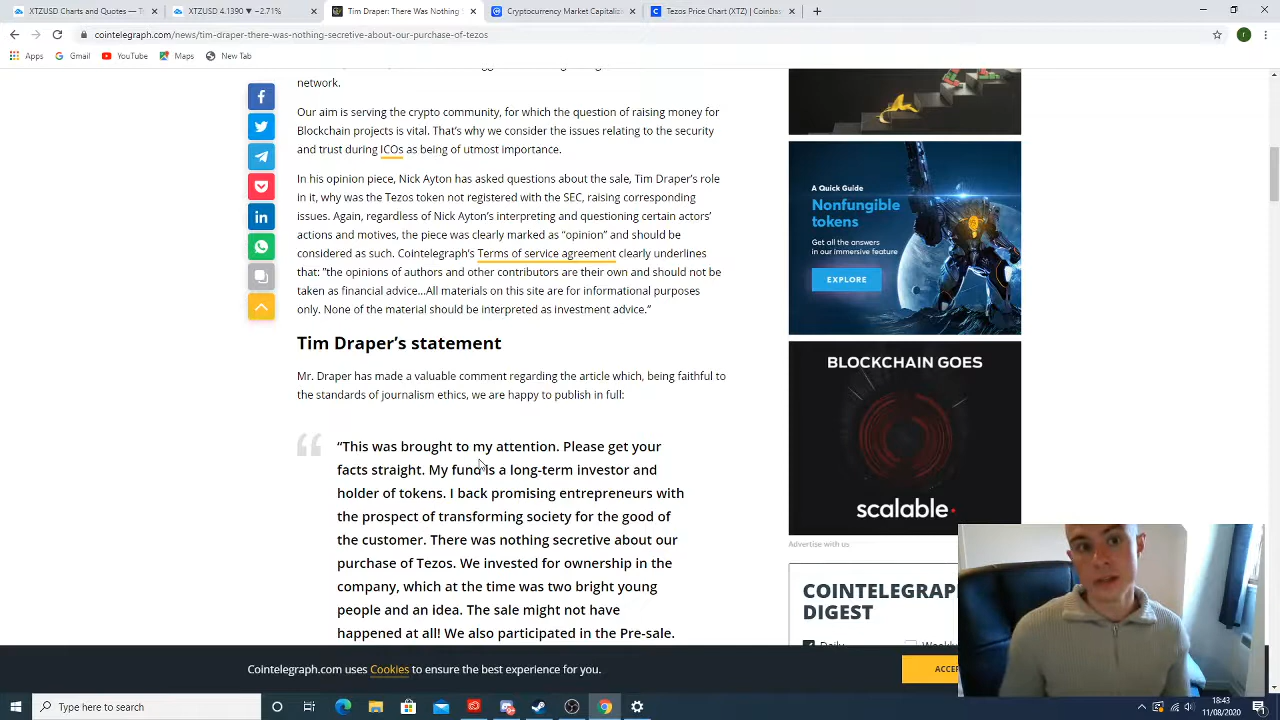 XTZUSD Charts and Quotes — T
XTZUSD 4.1390 ▼ −2.71%
Tim Draper: There Was Nothing S
Cryptocurrency Market Capitaliz
Tezos Price Chart (XTZ) | Coinbas
cointelegraph.com/news/tim-draper-there-was-nothing-secretive-about-our-purchase-of-tezos
r
Apps
Gmail
YouTube
Maps
New Tab
network.
Our aim is serving the crypto community, for which the question of raising money for
Blockchain projects is vital. That's why we consider the issues relating to the security
and trust during ICOs as being of utmost importance.
In his opinion piece, Nick Ayton has asked questions about the sale, Tim Draper's role
in it, why was the Tezos token not registered with the SEC, raising corresponding
issues. Again, regardless of Nick Ayton's interpreting and questioning certain actors'
actions and motives, the piece was clearly marked as “opinion” and should be
considered as such. Cointelegraph's Terms of service agreement clearly underlines
that: "the opinions of authors and other contributors are their own and should not be
taken as financial advice...All materials on this site are for informational purposes
only. None of the material should be interpreted as investment advice.”
Tim Draper's statement
Mr. Draper has made a valuable comment regarding the article which, being faithful to
the standards of journalism ethics, we are happy to publish in full:
“This was brought to my attention. Please get your
facts straight. My fund is a long-term investor and
holder of tokens. I back promising entrepreneurs with
the prospect of transforming society for the good of
the customer. There was nothing secretive about our
purchase of Tezos. We invested for ownership in the
company, which at the time was two bright young
people and an idea. The sale might not have
happened at all! We also participated in the Pre-sale.
A Quick Guide
Nonfungible
tokens
Get all the answers
in our immersive feature
EXPLORE
BLOCKCHAIN GOES
scalable
Advertise with us
COINTELEGRAP
DIGEST
Daily
Cointelegraph.com uses Cookies to ensure the best experience for you.
ACCEP
Type here to search
18:43
11/08/2020